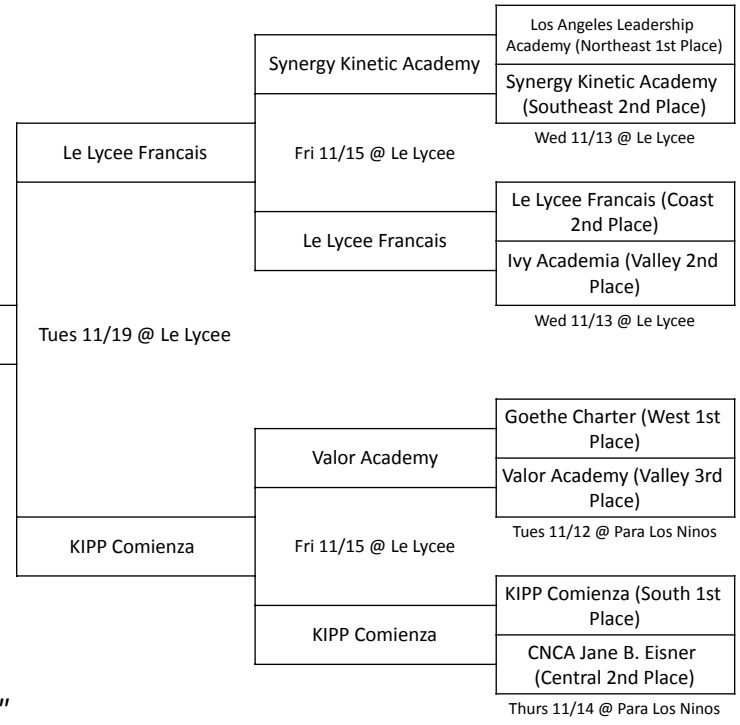 Los Angeles Leadership
Academy (Northeast 1st Place)
Synergy Kinetic Academy
Synergy Kinetic Academy
(Southeast 2nd Place)
Wed 11/13 @ Le Lycee
Le Lycee Francais
Fri 11/15 @ Le Lycee
Le Lycee Francais (Coast
2nd Place)
Le Lycee Francais
Ivy Academia (Valley 2nd
Place)
Wed 11/13 @ Le Lycee
Tues 11/19 @ Le Lycee
Goethe Charter (West 1st
Place)
Valor Academy
Valor Academy (Valley 3rd
Place)
Tues 11/12 @ Para Los Ninos
KIPP Comienza
Fri 11/15 @ Le Lycee
KIPP Comienza (South 1st
Place)
KIPP Comienza
CNCA Jane B. Eisner
(Central 2nd Place)
"
Thurs 11/14 @ Para Los Ninos